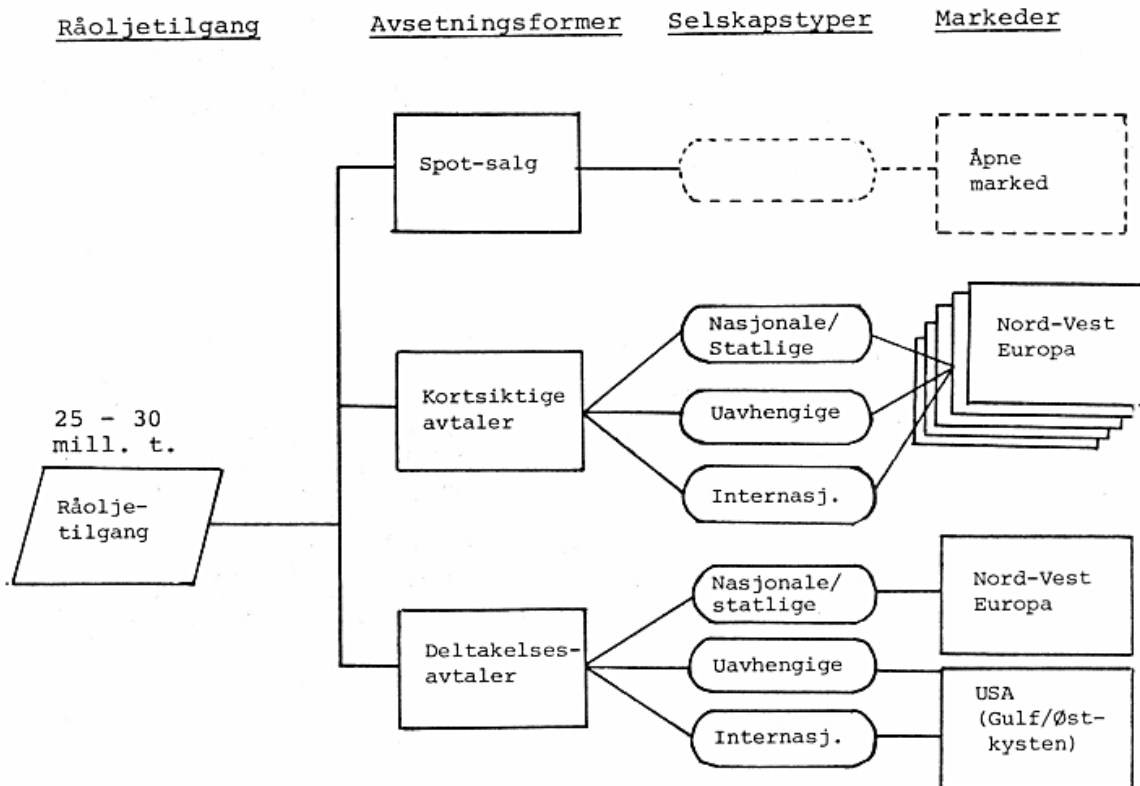 Råoljetilgang
Avsetningsformer
Selskapstyper
Markeder
Spot-salg
Åpne
marked
Kortsiktige
avtaler
Nasjonale/
Statlige
Uavhengige
Internasj.
Nord-Vest
Europa
25 - 30
mill. t.
Råolje-
tilgang
Deltakelses-
avtaler
Nasjonale/
statlige
Uavhengige
Internasj.
Nord-Vest
Europa
USA
(Gulf/Øst-
kysten)